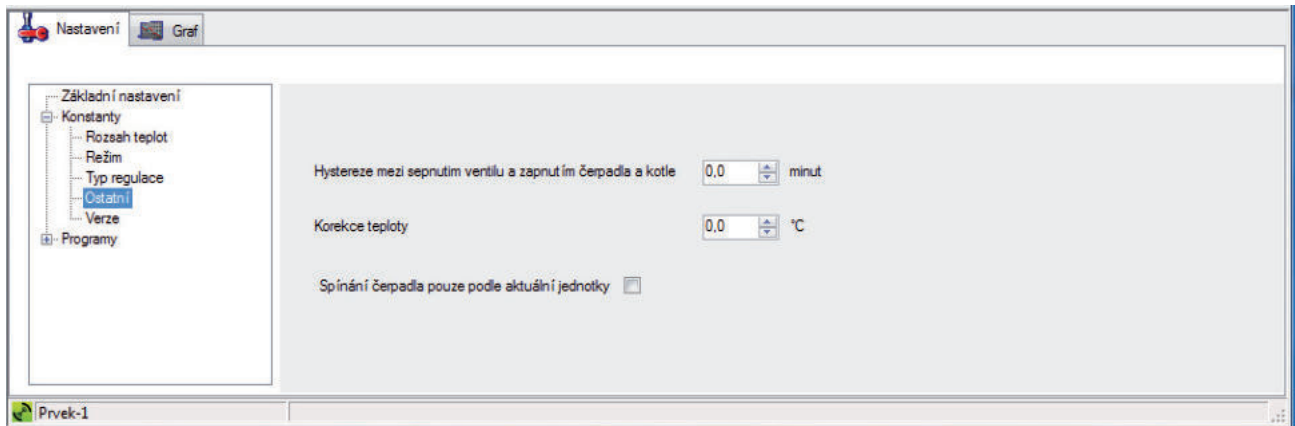 Nastavení Graf
Základní nastavení
Konstanty
Rozsah teplot
Režim
Typ regulace
Ostatní
Verze
Programy
Hystereze mezi sepnutim ventilu a zapnutím čerpadla a kotle 0,0 minut
Korekce teploty 0,0 °C
Spínání čerpadla pouze podle aktuální jednotky
Prvek-1